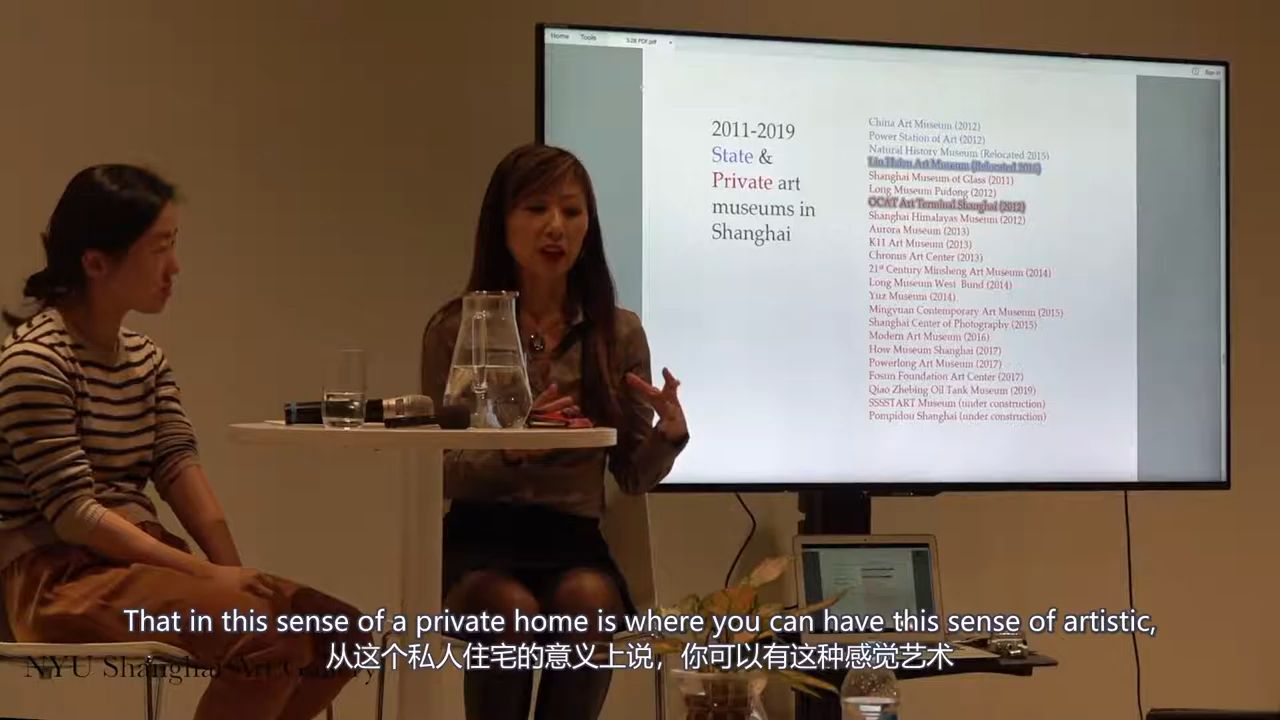 Home Tools 3.28 PDF.pdf
Sign In
2011-2019
State &
Private art
museums in
Shanghai
China Art Museum (2012)
Power Station of Art (2012)
Natural History Museum (Relocated 2015)
Liu Haisu Art Museum (Relocated 2016)
Shanghai Museum of Glass (2011)
Long Museum Pudong (2012)
OCAT Art Terminal Shanghai (2012)
Shanghai Himalayas Museum (2012)
Aurora Museum (2013)
K11 Art Museum (2013)
Chronus Art Center (2013)
21st Century Minsheng Art Museum (2014)
Long Museum West Bund (2014)
Yuz Museum (2014)
Mingyuan Contemporary Art Museum (2015)
Shanghai Center of Photography (2015)
Modern Art Museum (2016)
How Museum Shanghai (2017)
Powerlong Art Museum (2017)
Fosun Foundation Art Center (2017)
Qiao Zhebing Oil Tank Museum (2019)
SSSSTART Museum (under construction)
Pompidou Shanghai (under construction)
That in this sense of a private home is where you can have this sense of artistic,
从这个私人住宅的意义上说，你可以有这种感觉艺术
NYU Shanghai Art Gallery